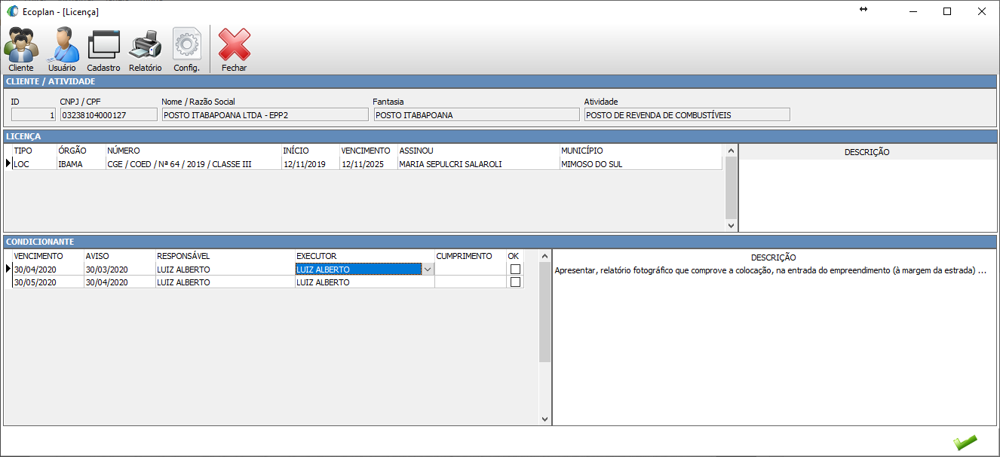 Ecoplan - [Licença]
Cliente Usuário Cadastro Relatório Config. Fechar
CLIENTE / ATIVIDADE
ID CNPJ / CPF Nome / Razão Social Fantasia Atividade
1 03238104000127 POSTO ITABAPOANA LTDA - EPP2 POSTO ITABAPOANA POSTO DE REVENDA DE COMBUSTÍVEIS
LICENÇA
TIPO ÓRGÃO NÚMERO INÍCIO VENCIMENTO ASSINOU MUNICÍPIO DESCRIÇÃO
LOC IBAMA CGE / COED / Nª 64 / 2019 / CLASSE III 12/11/2019 12/11/2025 MARIA SEPULCRI SALAROLI MIMOSO DO SUL
CONDICIONANTE
VENCIMENTO AVISO RESPONSÁVEL EXECUTOR CUMPRIMENTO OK DESCRIÇÃO
30/04/2020 30/03/2020 LUIZ ALBERTO LUIZ ALBERTO Apresentar, relatório fotográfico que comprove a colocação, na entrada do empreendimento (à margem da estrada) ...
30/05/2020 30/04/2020 LUIZ ALBERTO LUIZ ALBERTO